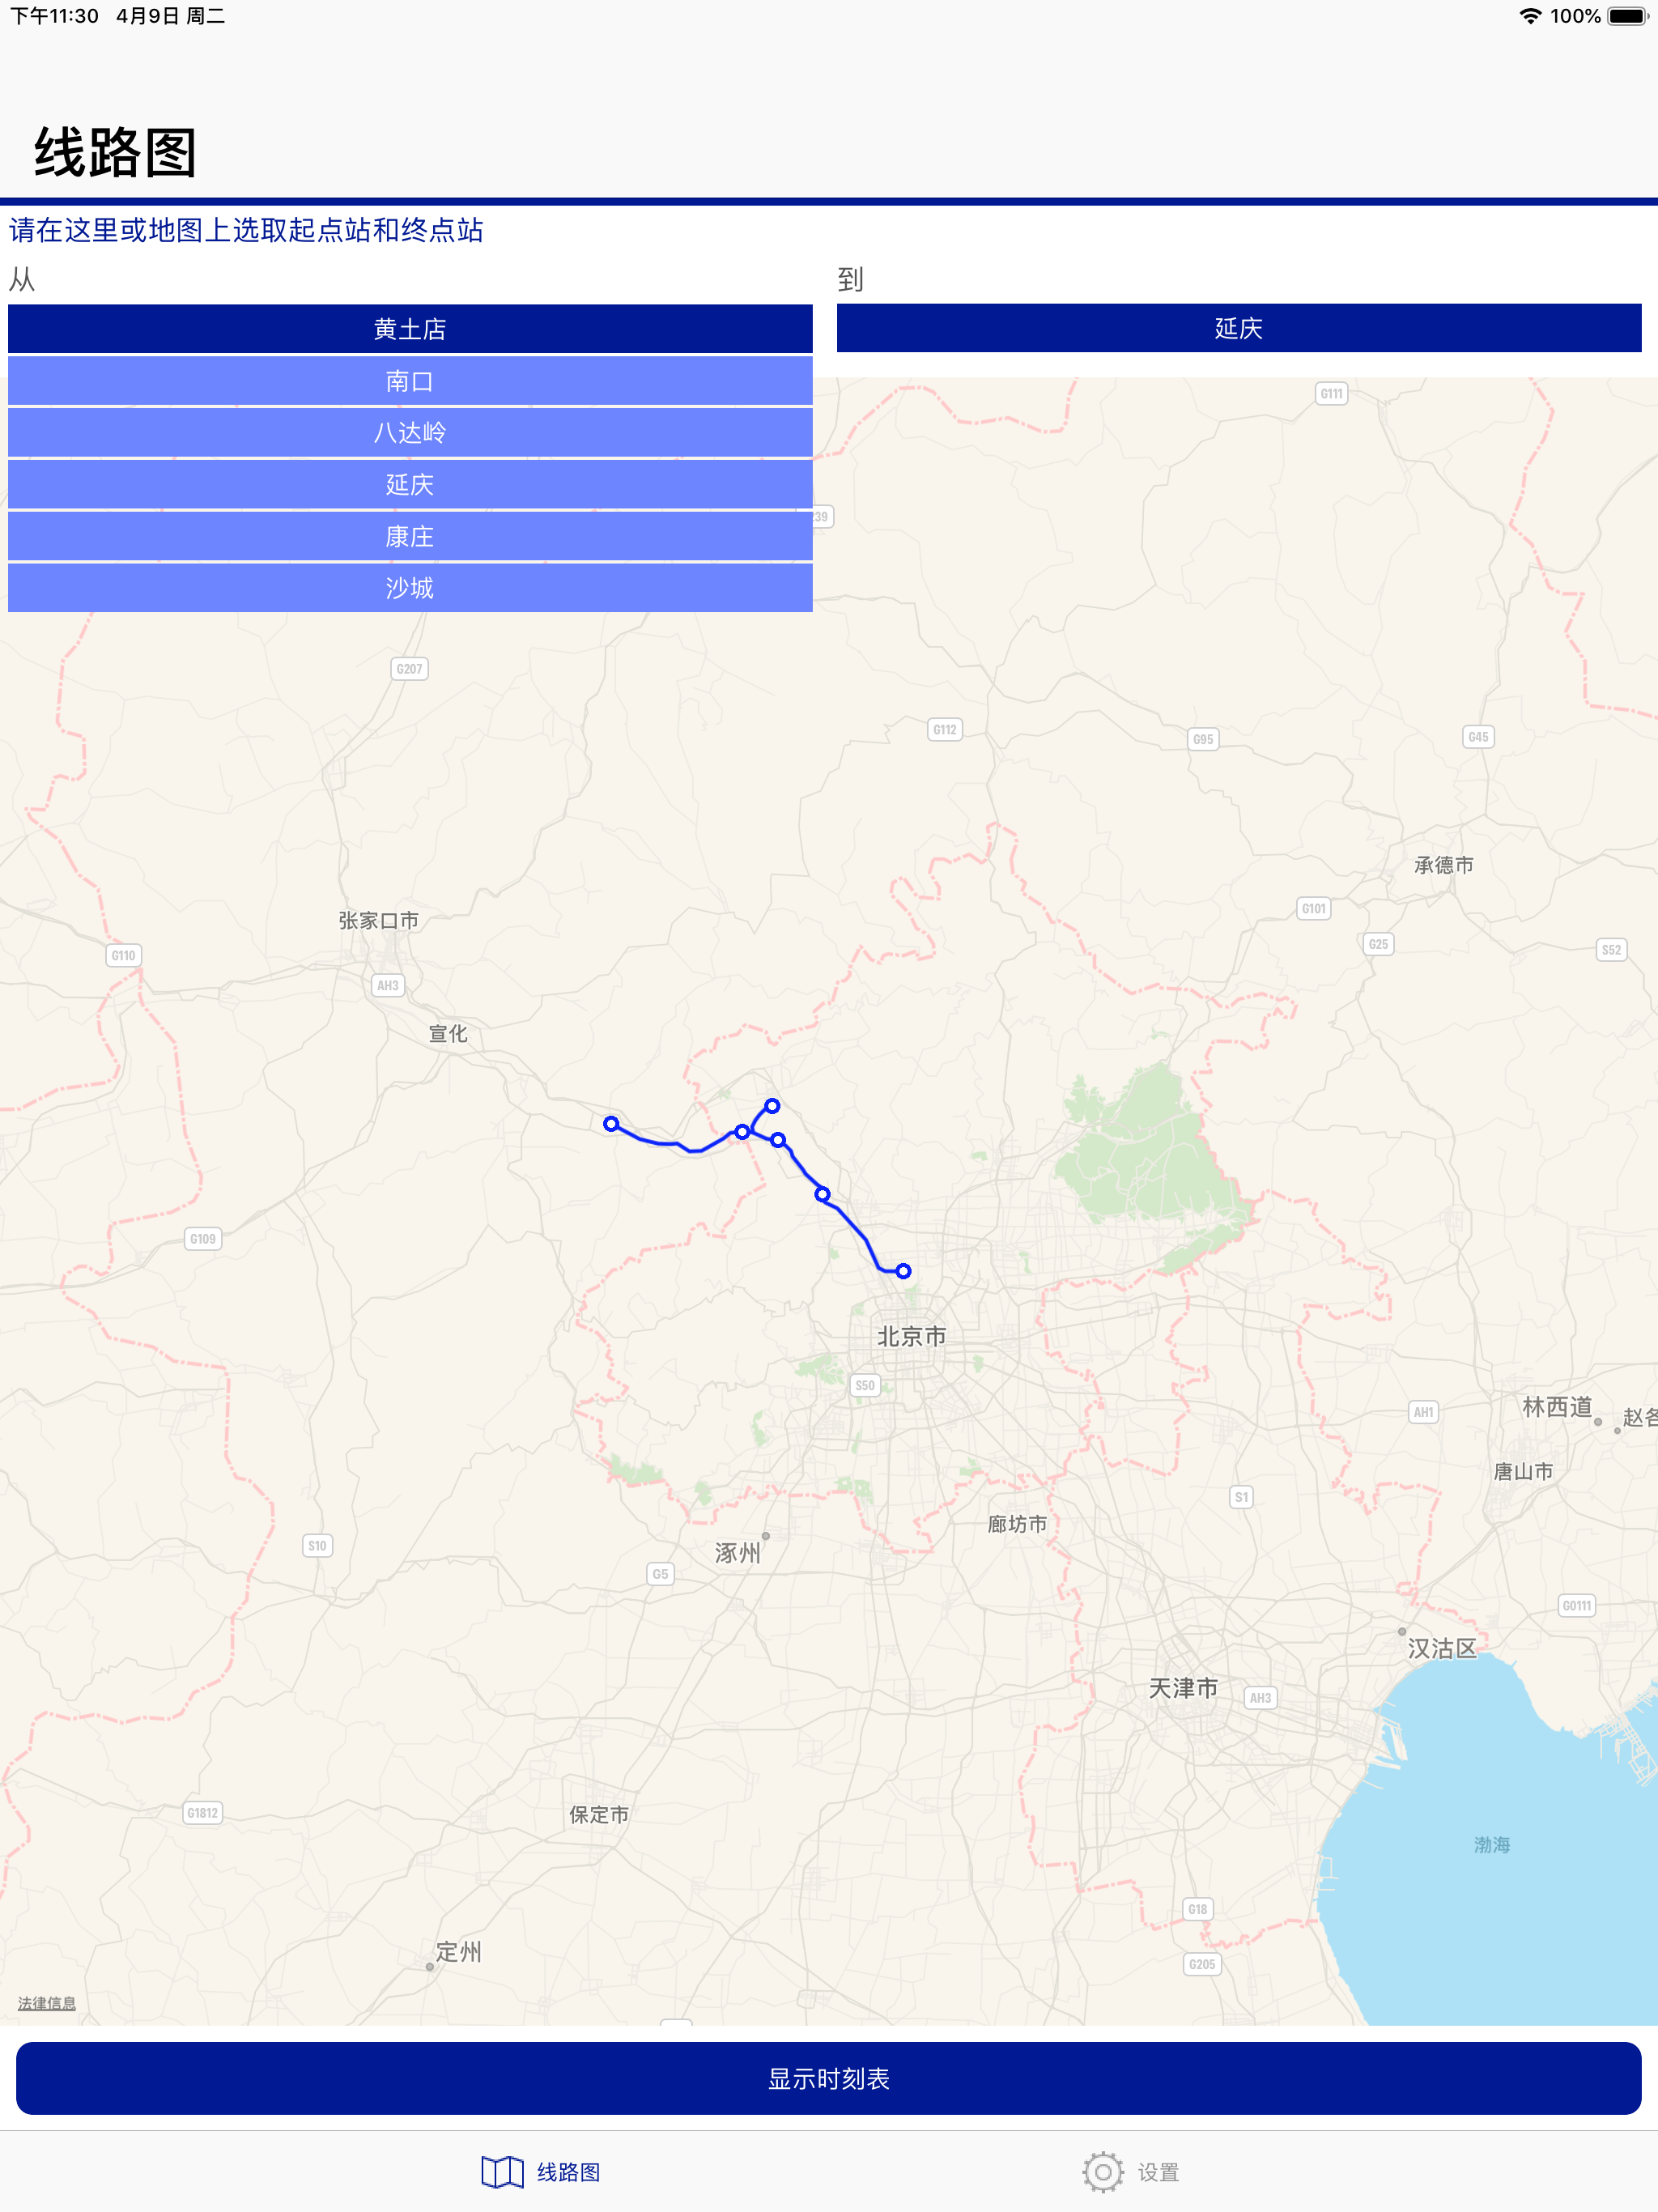 下午11:30 4月9日 周二
100%
线路图
请在这里或地图上选取起点站和终点站
从
到
黄土店
延庆
南口
八达岭
延庆
康庄
沙城
G111
39
G207
G112
G95
G45
承德市
张家口市
G101
G110
G25
S52
AH3
宣化
G109
北京市
S50
AH1
林西道
赵各
唐山市
S1
廊坊市
S10
涿州
G5
G0111
汉沽区
天津市
AH3
G1812
保定市
渤海
G18
定州
G205
法律信息
显示时刻表
线路图
设置